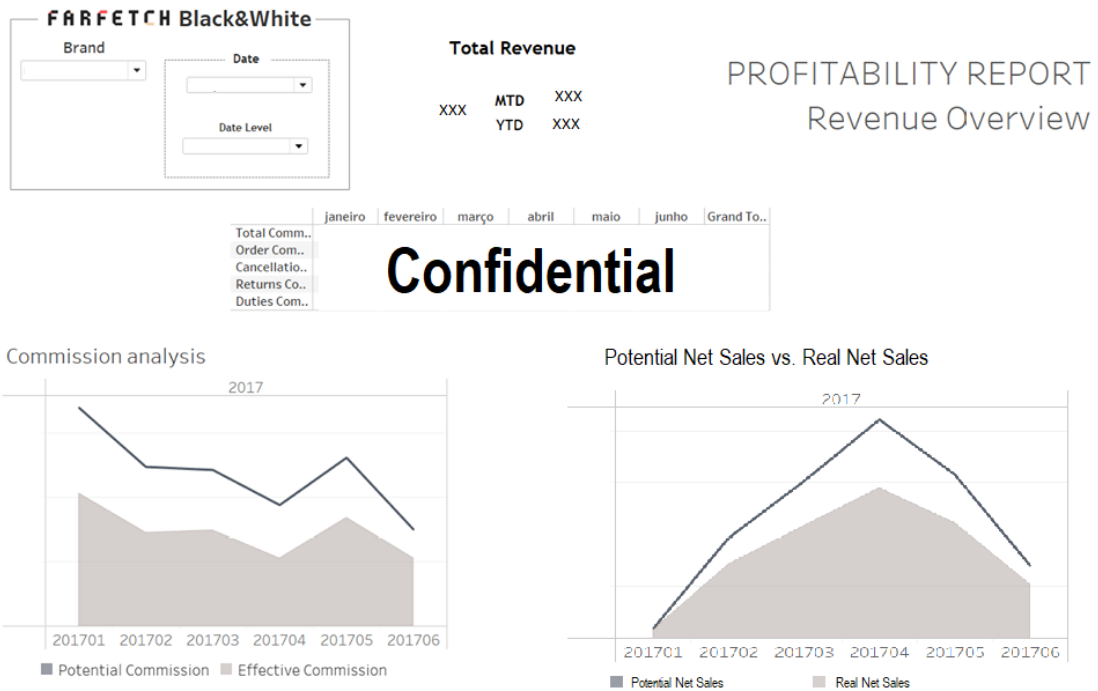 FARFETCH Black&White
Brand
Date
Date Level
Total Revenue
XXX MTD XXX
YTD XXX
PROFITABILITY REPORT
Revenue Overview
janeiro fevereiro março abril maio junho Grand To..
Total Comm..
Order Com..
Cancellatio..
Returns Co..
Duties Com..
Confidential
Commission analysis
2017
201701 201702 201703 201704 201705 201706
Potential Commission Effective Commission
Potential Net Sales vs. Real Net Sales
2017
201701 201702 201703 201704 201705 201706
Potential Net Sales Real Net Sales